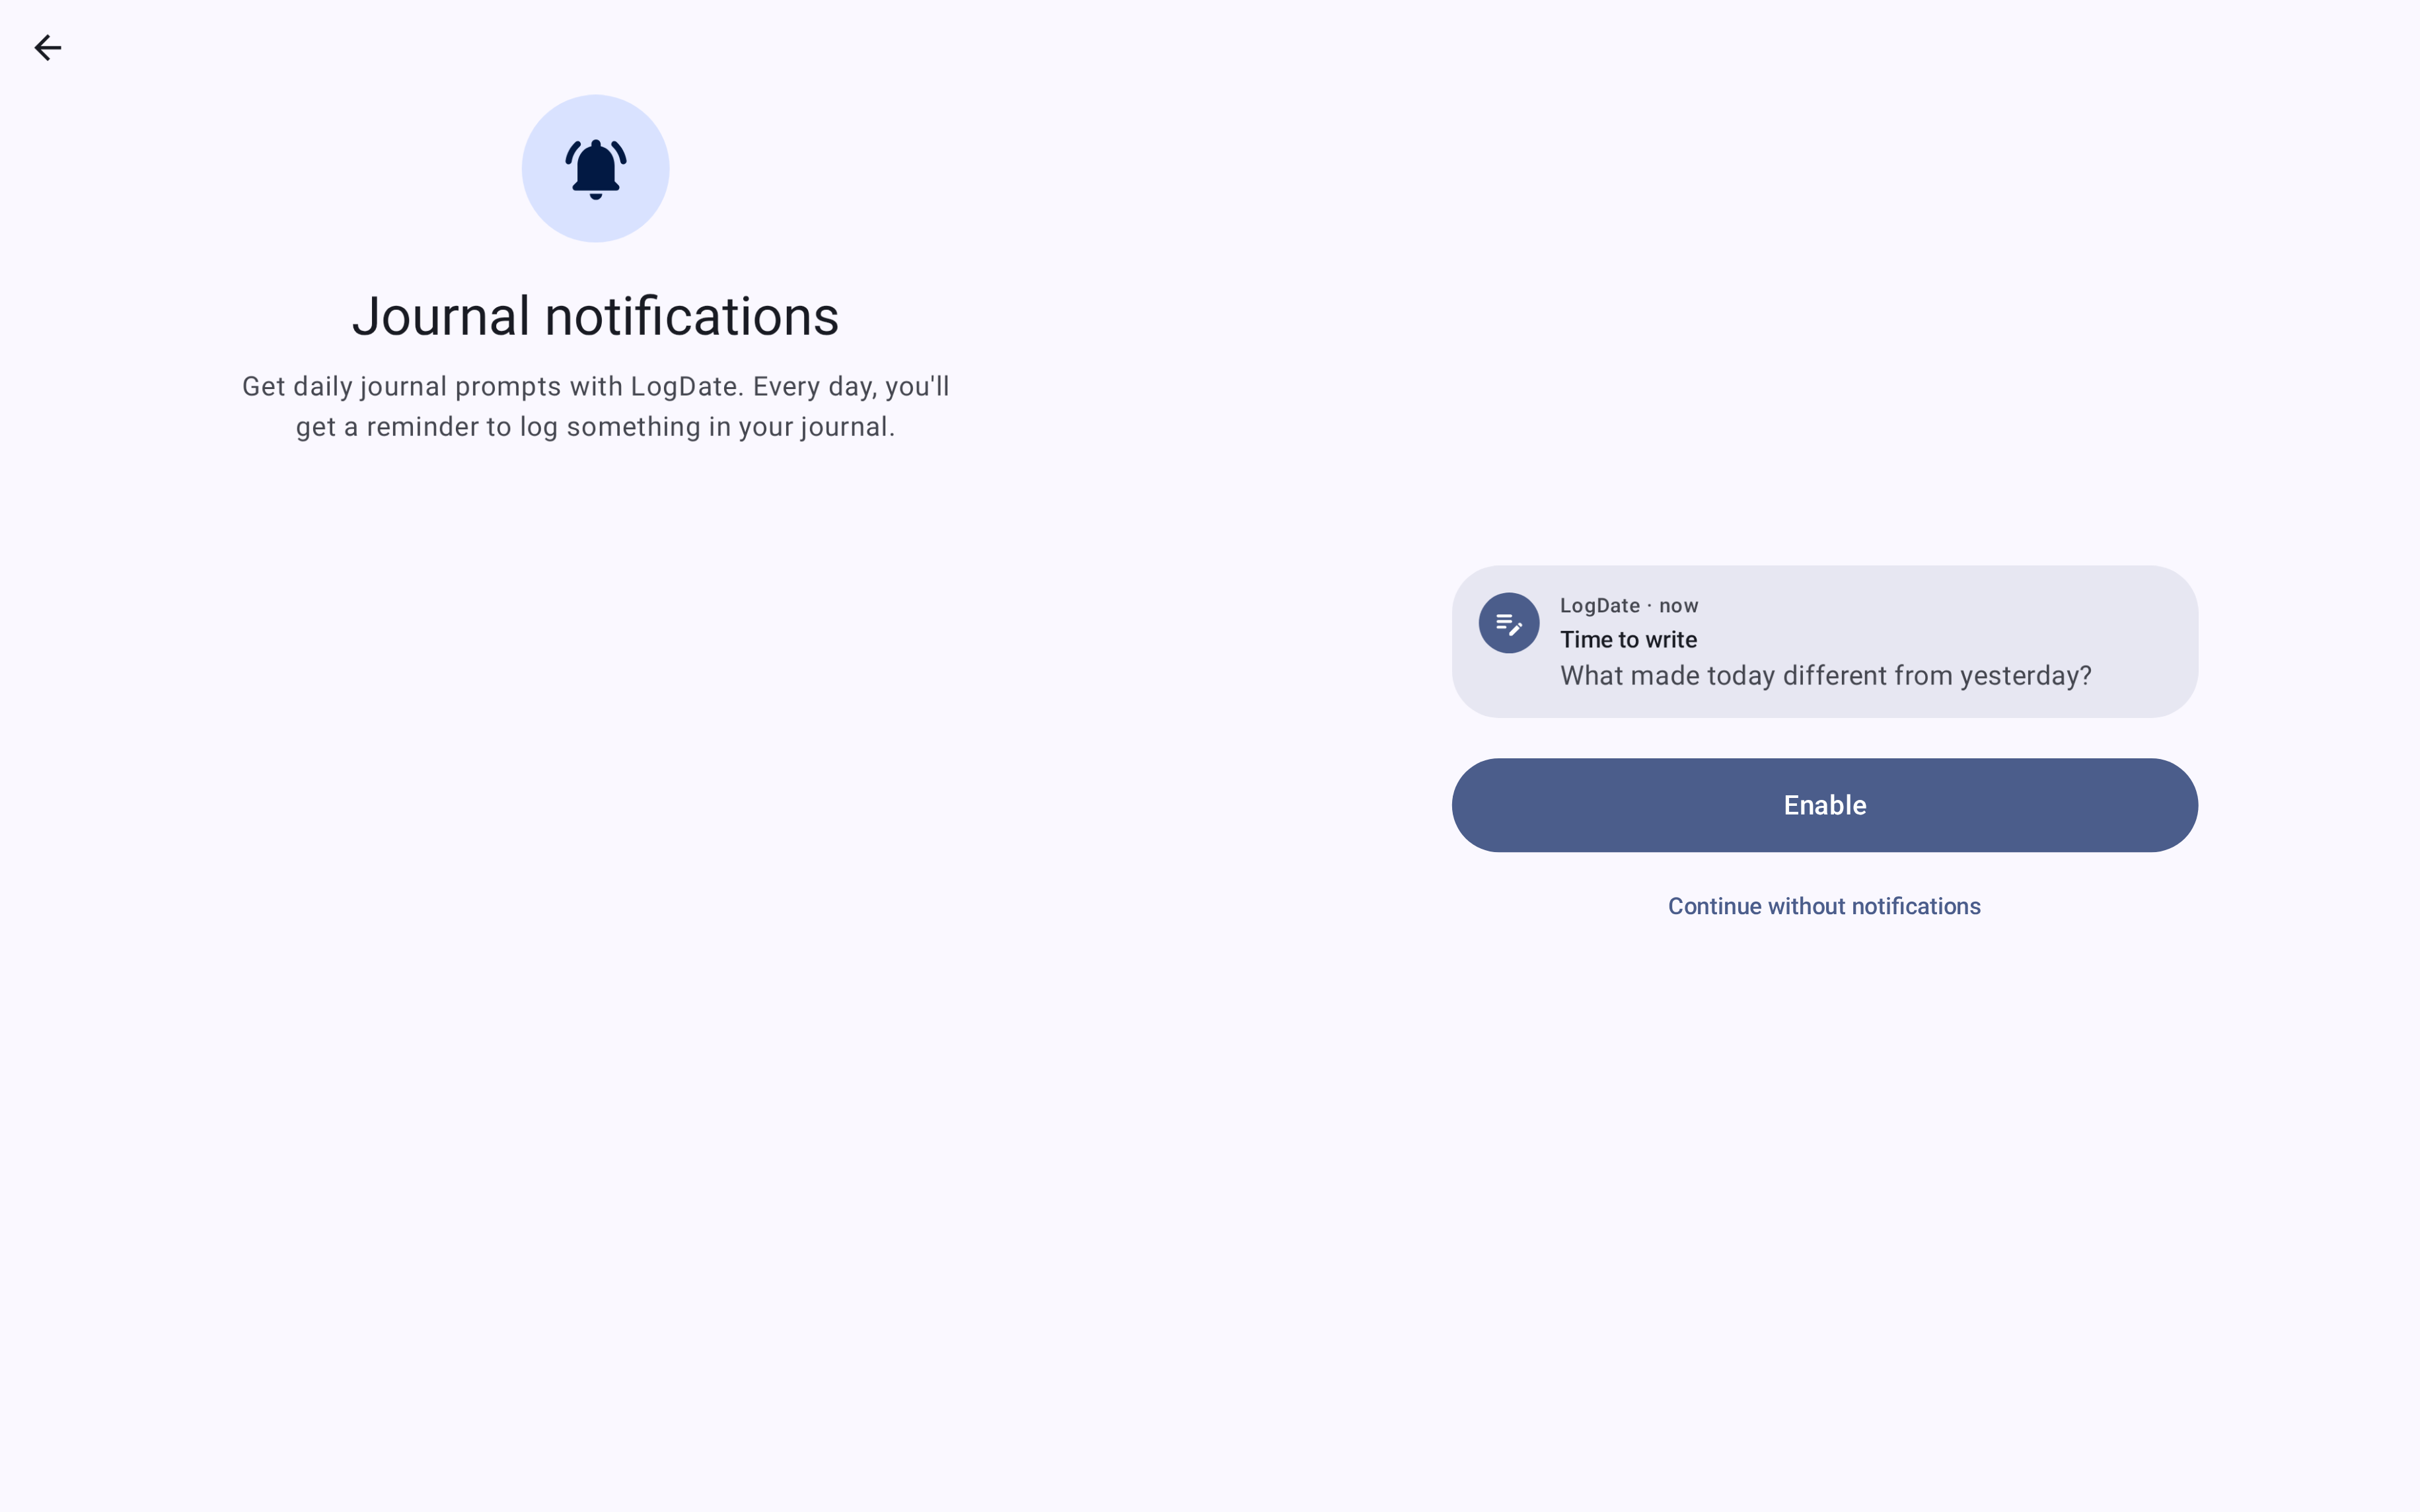 Journal notifications
Get daily journal prompts with LogDate. Every day, you'll
get a reminder to log something in your journal.
LogDate · now
Time to write
What made today different from yesterday?
Enable
Continue without notifications